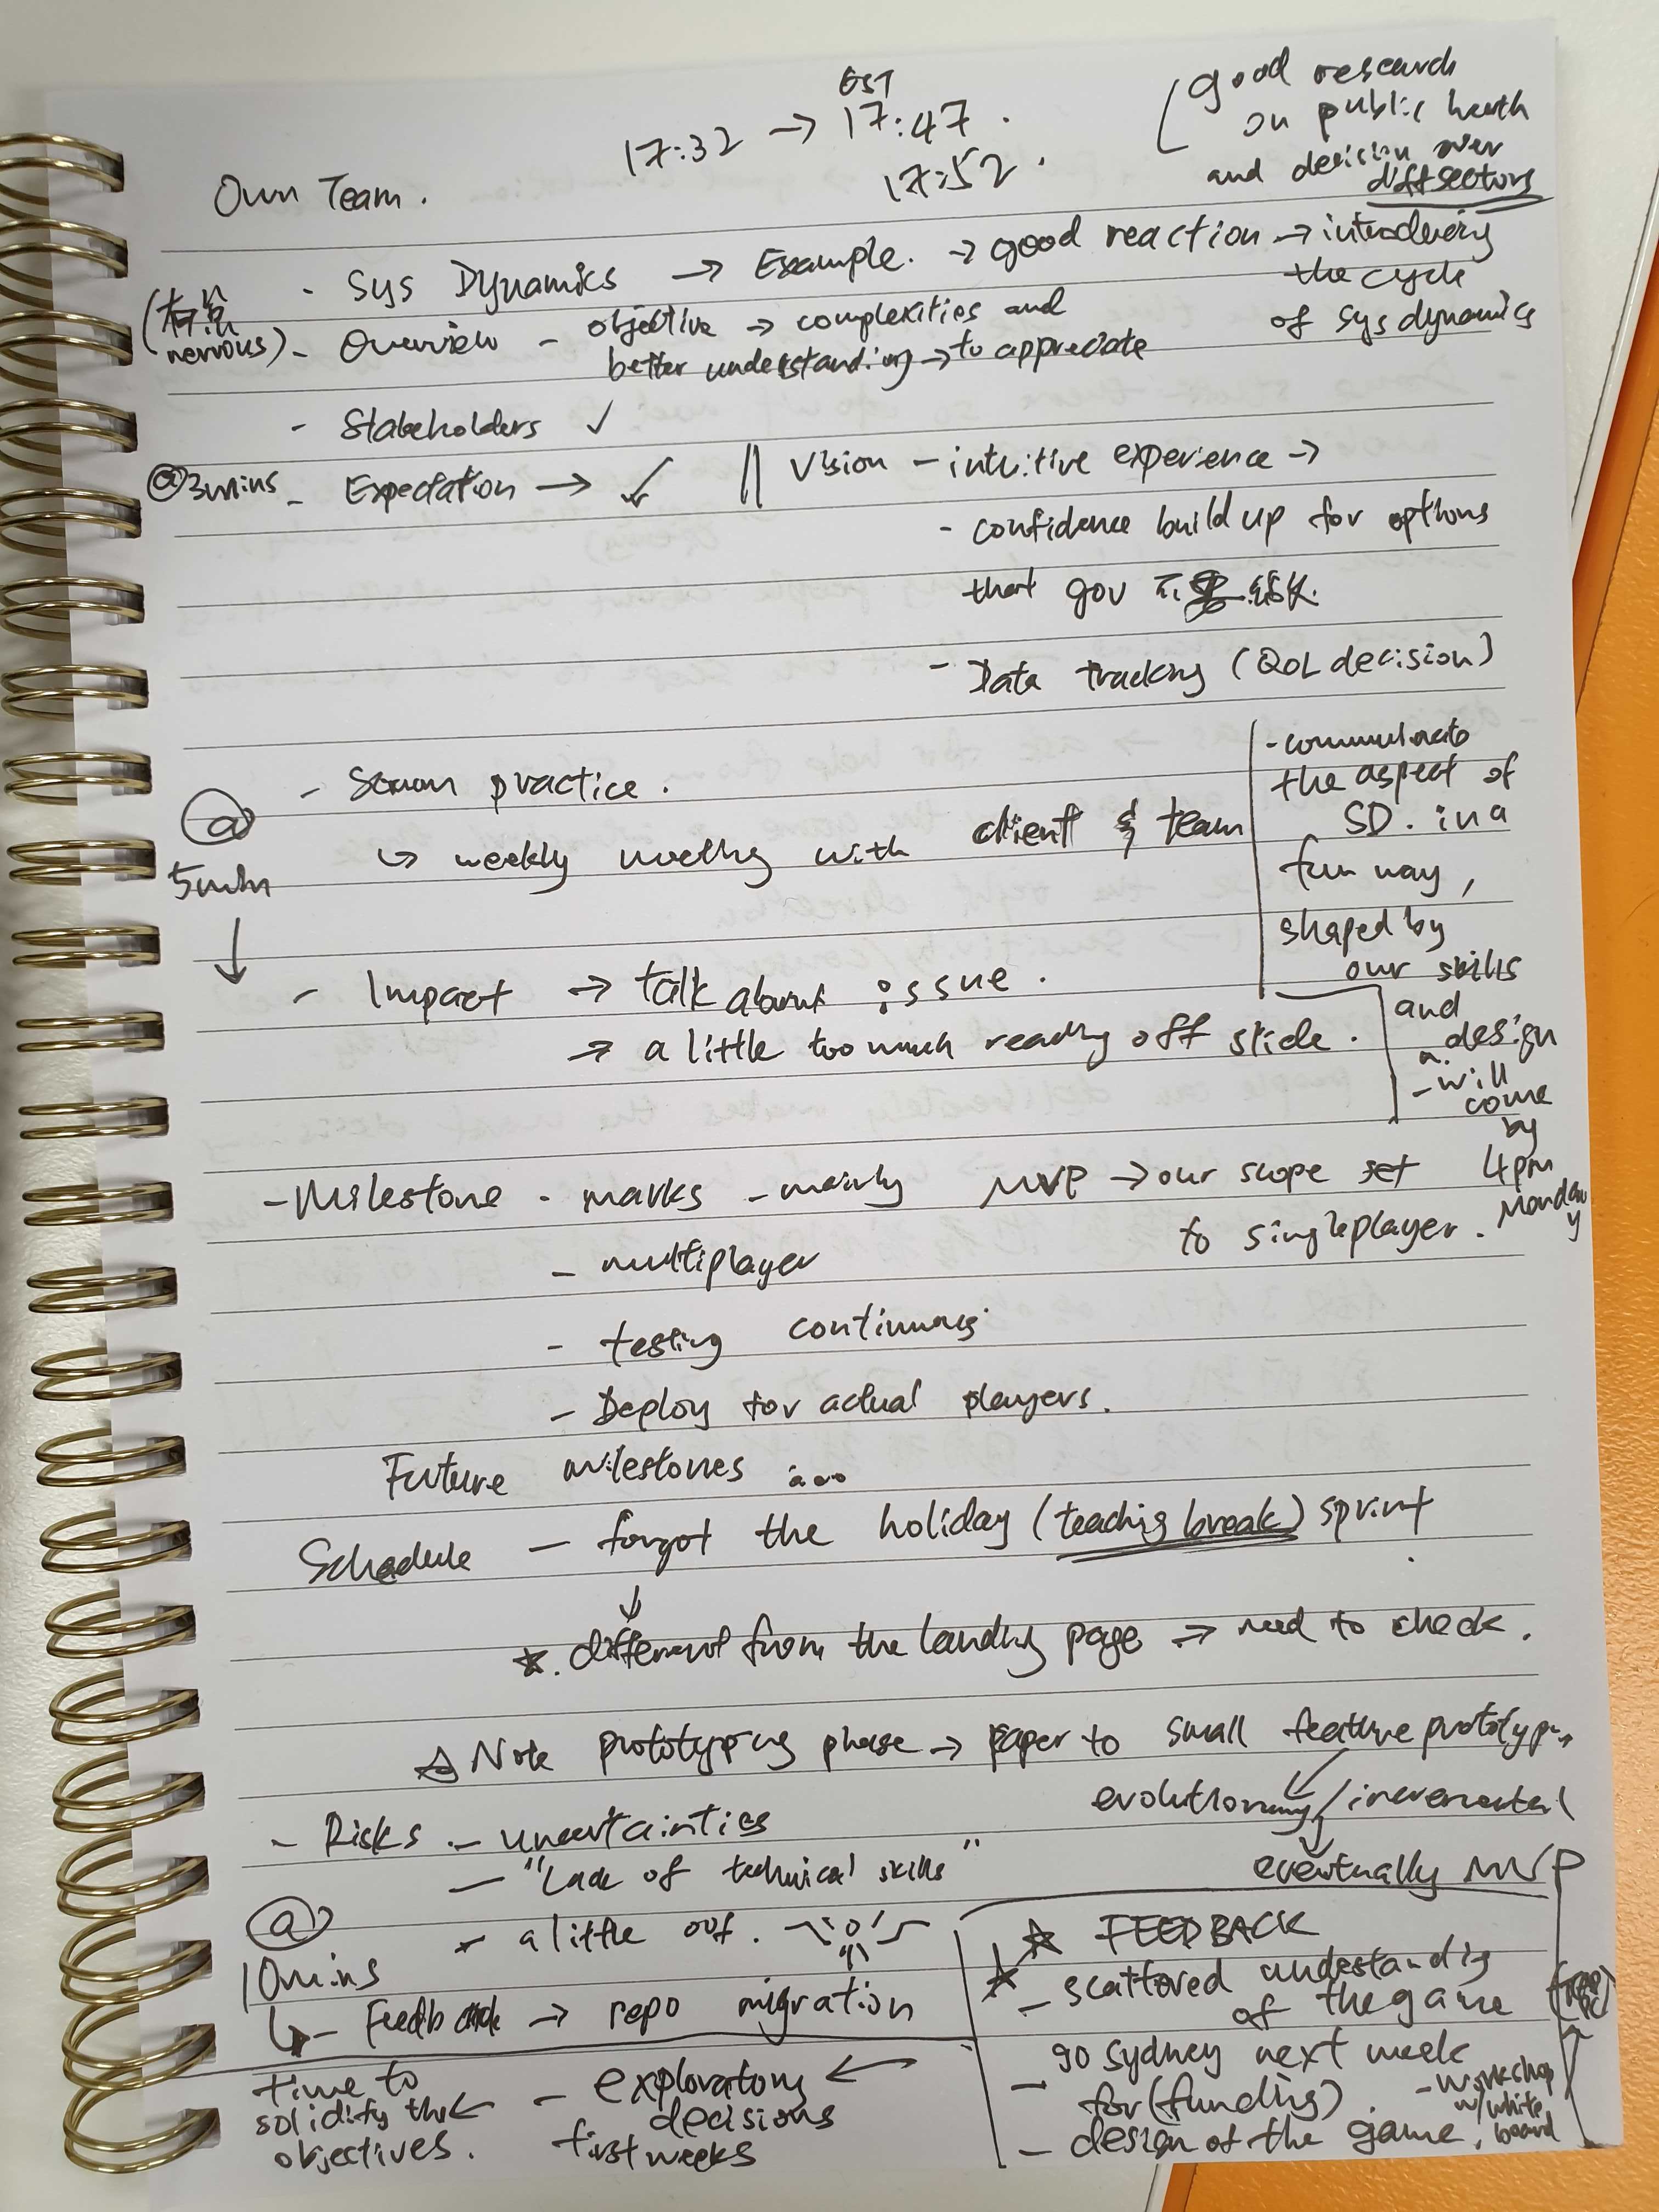 Own Team.
17:32 → EST 17:47.
17:52.
good research
on public health
and decision over
diff sectors
- Sys Dynamics → Example. → good reaction → introducing
the cycle
of sys dynamics
(有点
nervous)
- Overview - objective → complexities and
better understanding → to appreciate
- Stakeholders ✓
@3mins - Expectation → ✓ || Vision - intuitive experience →
- confidence build up for options
that gov
- Data tracking (QoL decision)
@
5min
↓
- Scrum practice.
↳ weekly meeting with client & team
- communicate
the aspect of
SD. in a
fun way,
shaped by
our skills
and
design
- will
come
by
4pm
Monday
- Impact → talk about issue.
→ a little too much reading off slide.
- Milestone - marks - mainly MVP → our scope set
to singleplayer.
- multiplayer
- testing continuous
- Deploy for actual players.
Future milestones ...
Schedule - forgot the holiday (teaching break) sprint
↓
☆. different from the landing page → need to check.
☆ Note prototyping phase → paper to small feature prototyping
evolutionary/incremental
↓
eventually MVP
- Risks - uncertainties
- "Lack of technical skills"
- a little out.
@
10mins
↳ - Feedback → repo migration
☆ FEEDBACK
☆ - scattered understanding
of the game
- go Sydney next week
for (funding).
- design of the game.
- workshop
w/ white
board
- exploratory ←
decisions
first weeks
time to
solidify the ←
objectives.